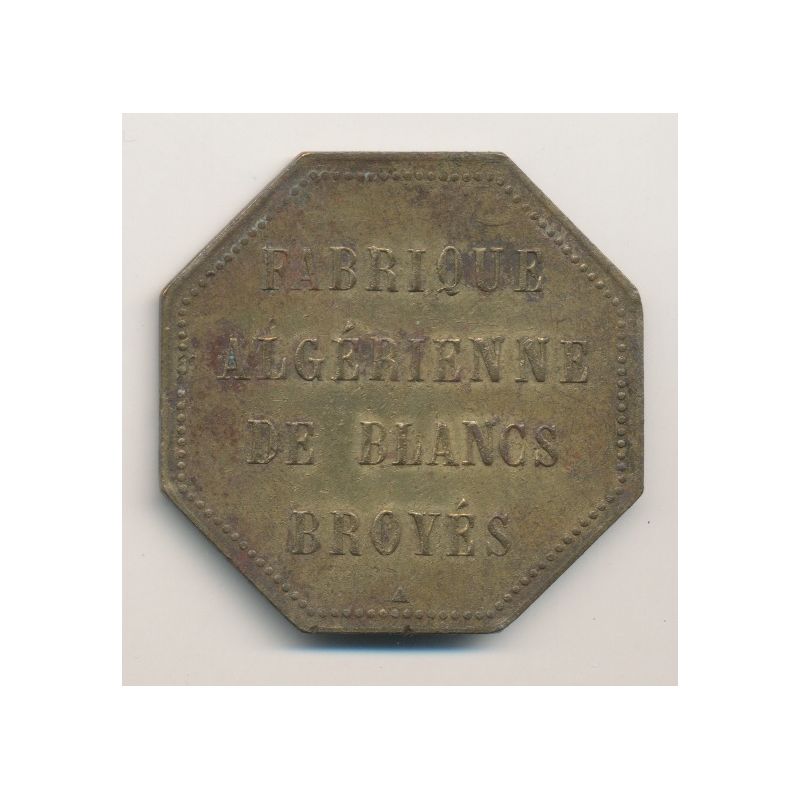 FABRIQUE
ALGÉRIENNE
DE BLANCS
BROYÉS
A